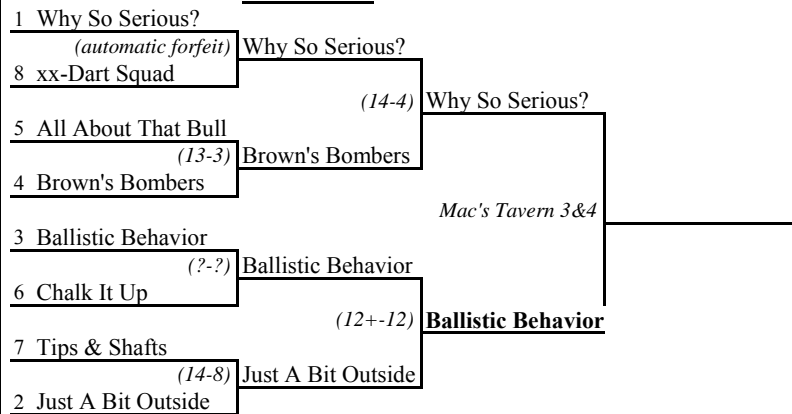 1 Why So Serious?
(automatic forfeit) Why So Serious?
8 xx-Dart Squad
(14-4) Why So Serious?
5 All About That Bull
(13-3) Brown's Bombers
4 Brown's Bombers
Mac's Tavern 3&4
3 Ballistic Behavior
(?-?) Ballistic Behavior
6 Chalk It Up
(12+-12) Ballistic Behavior
7 Tips & Shafts
(14-8) Just A Bit Outside
2 Just A Bit Outside